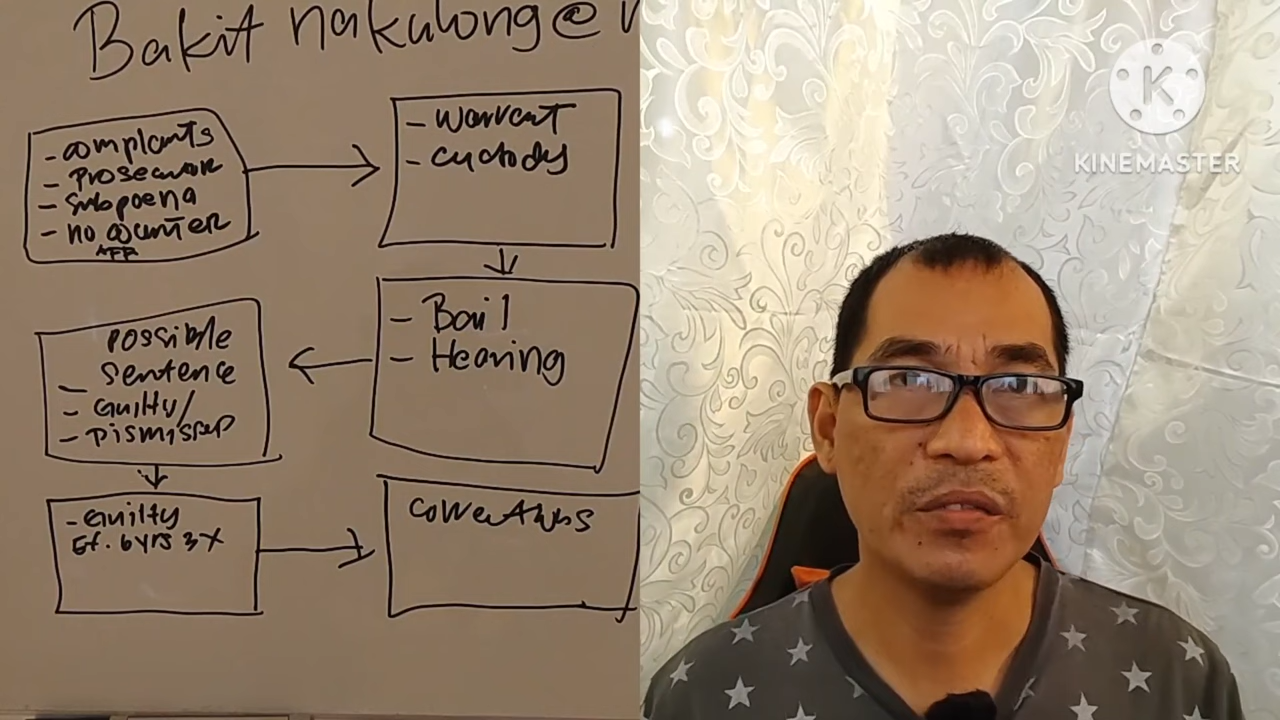 Bakit nakulong @
- complaints
- Prosecutor
- Subpoena
- no counter
AFF
- Warrant
- custody
- Bail
- Hearing
possible
sentence
- Guilty/
- Dismissed
- Guilty
6 yrs
KINEMASTER